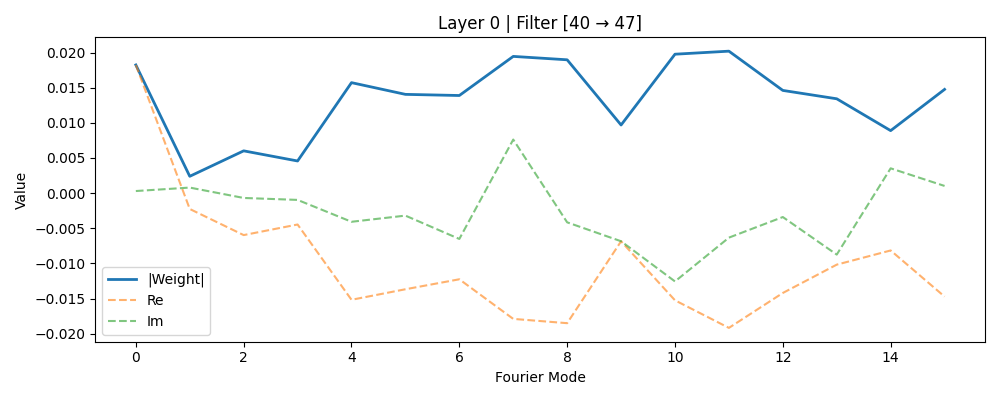 Layer 0 | Filter [40 → 47]
0.020
0.015
0.010
0.005
0.000
−0.005
−0.010
−0.015
−0.020
Value
|Weight|
Re
Im
0 2 4 6 8 10 12 14
Fourier Mode